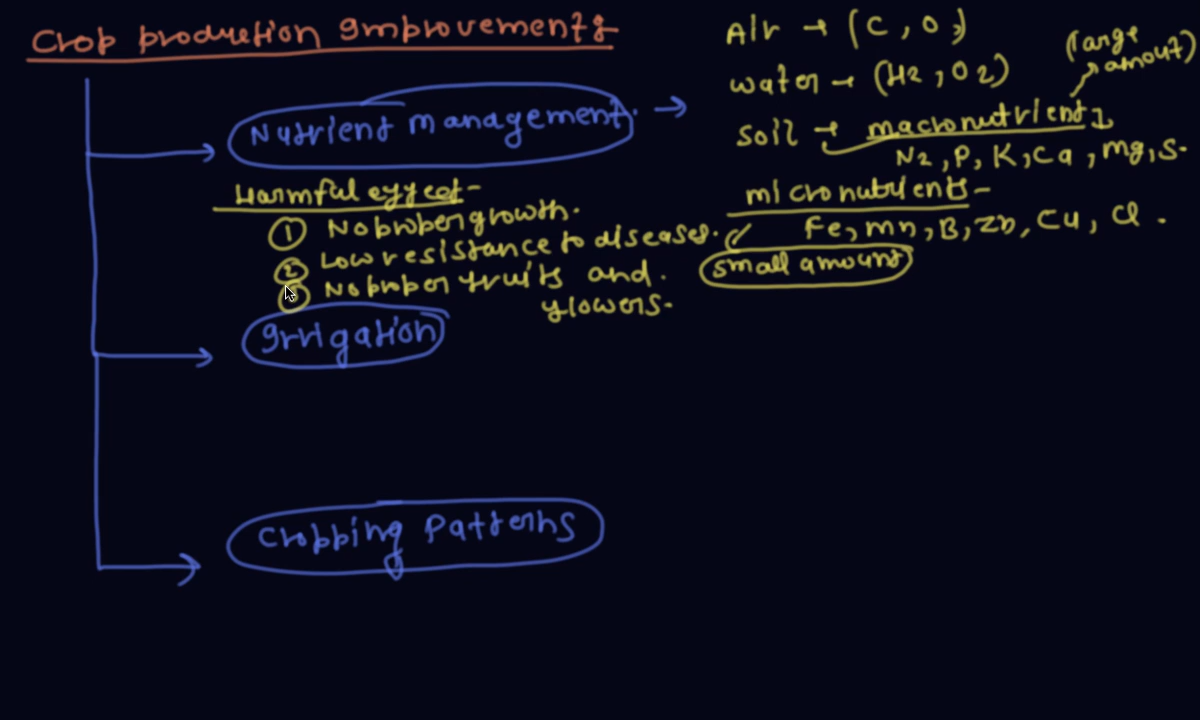 Crop production Improvements
Nutrient management. →
Air → (C, O2)
water → (H2, O2)
(large amount)
Soil → macronutrients
N2, P, K, Ca, mg, S.
micronutrients -
Fe, mn, B, Zn, Cu, Cl.
small amount
Harmful effect -
1 No proper growth.
2 Low resistance to diseases.
3 No proper fruits and.
flowers.
Irrigation
Cropping Patterns